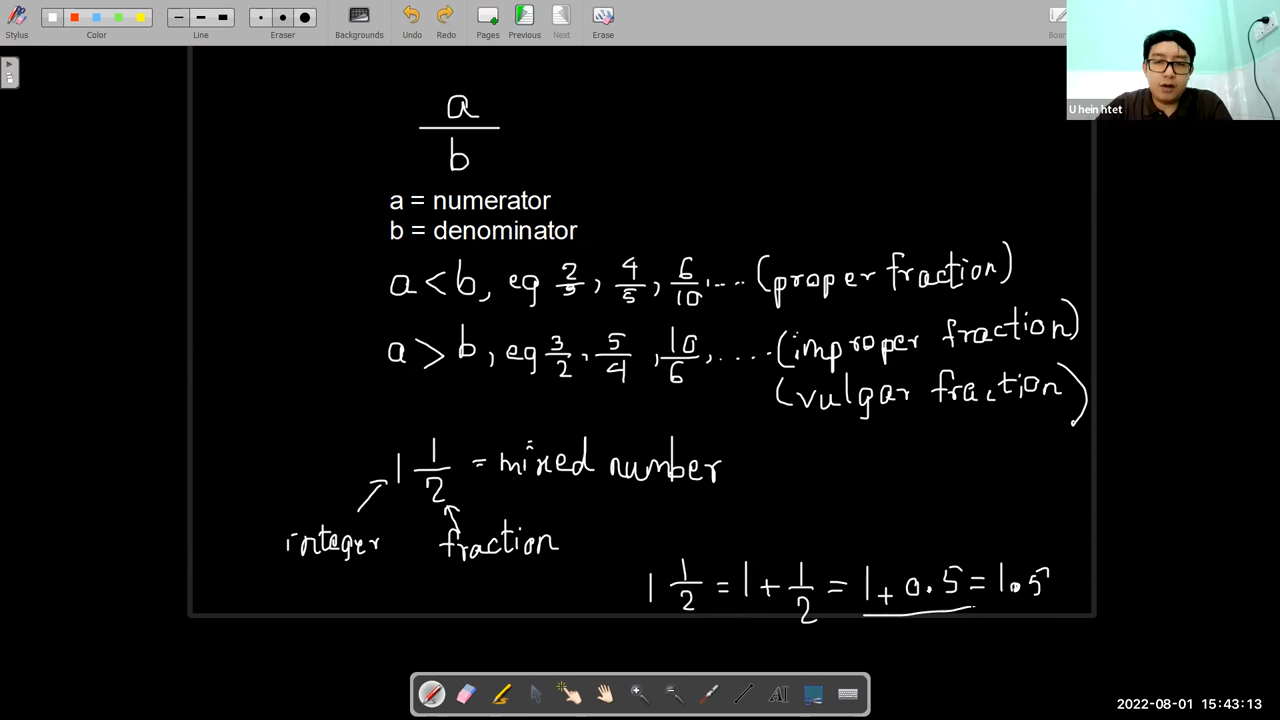 Stylus Color Line Eraser Backgrounds Undo Redo Pages Previous Next Erase
U hein htet
a
b
a = numerator
b = denominator
a < b, eg 2/3, 4/5, 6/10, ... (proper fraction)
a > b, eg 3/2, 5/4, 10/6, .... (improper fraction)
(vulgar fraction)
1 1/2 = mixed number
integer fraction
1 1/2 = 1 + 1/2 = 1 + 0.5 = 1.5
AI
2022-08-01 15:43:13